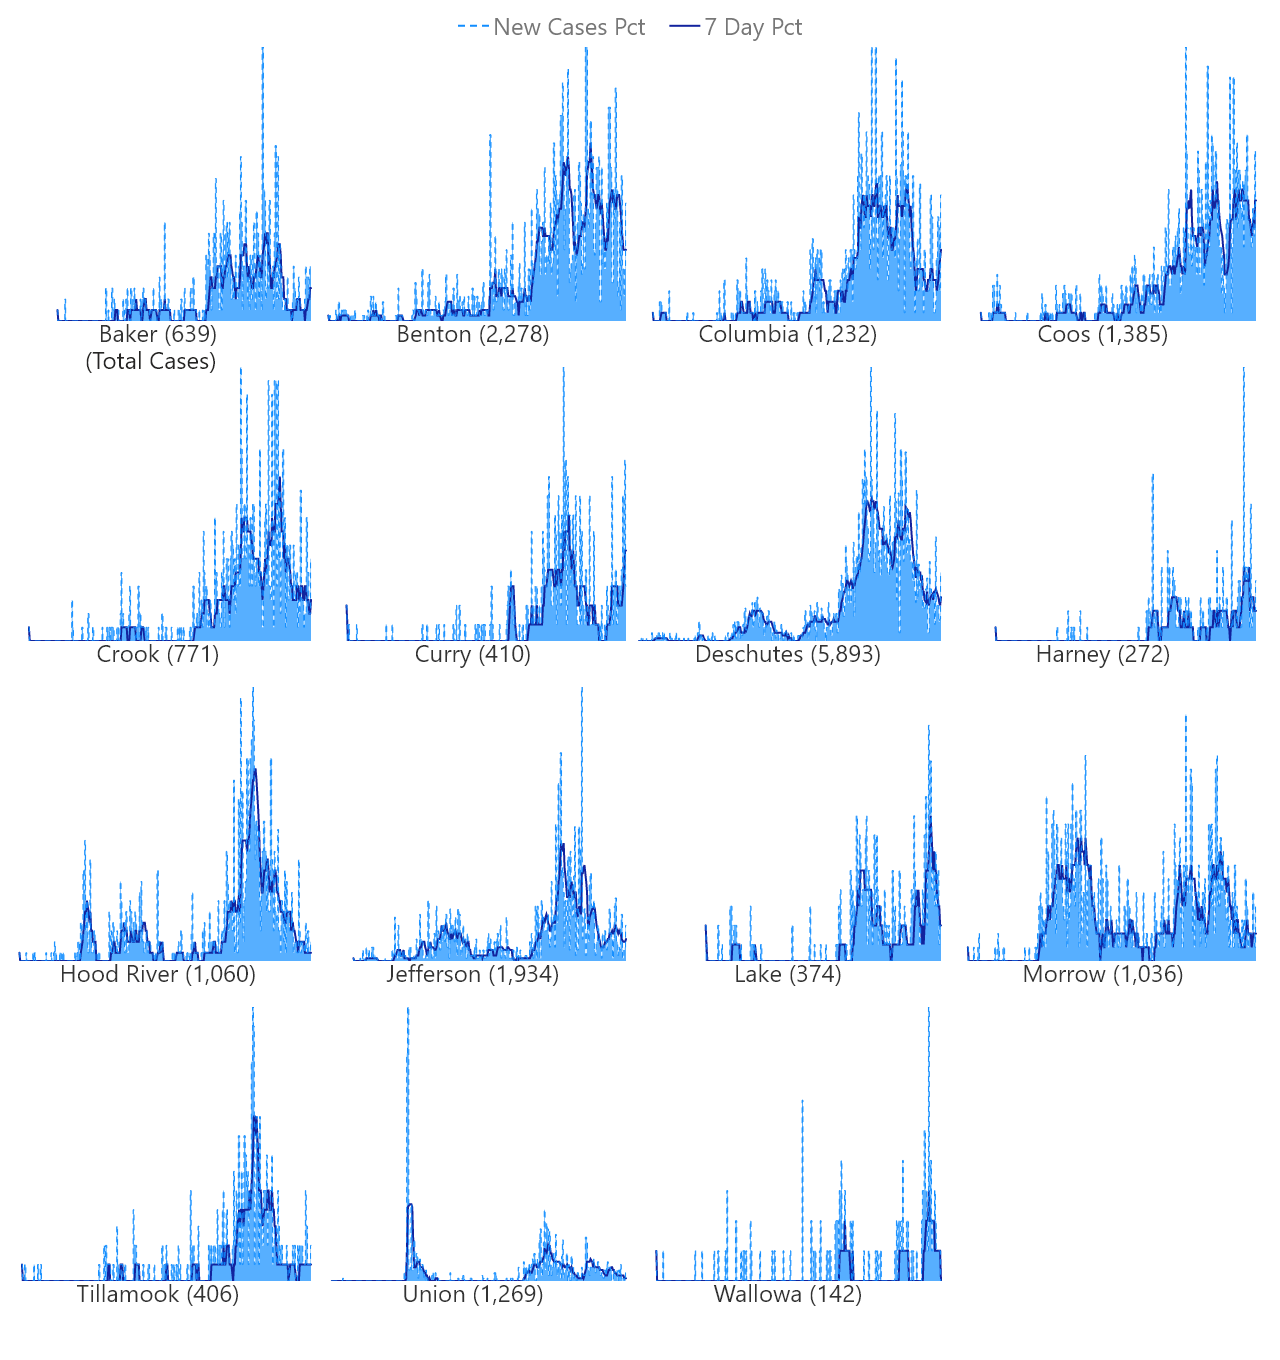 New Cases Pct 7 Day Pct
Baker (639) Benton (2,278) Columbia (1,232) Coos (1,385)
(Total Cases)
Crook (771) Curry (410) Deschutes (5,893) Harney (272)
Hood River (1,060) Jefferson (1,934) Lake (374) Morrow (1,036)
Tillamook (406) Union (1,269) Wallowa (142)